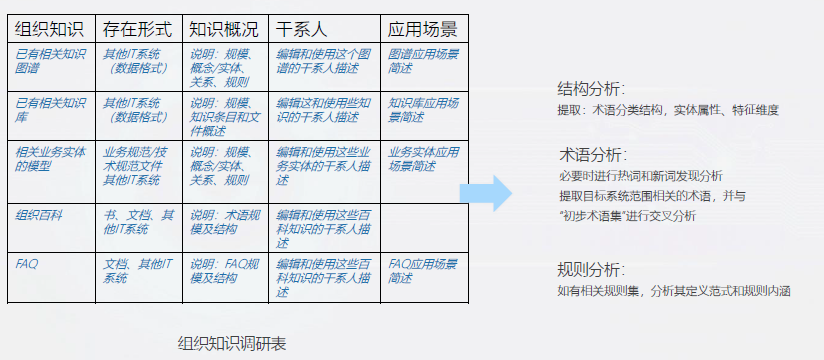 组织知识 存在形式 知识概况 干系人 应用场景
已有相关知识 其他IT系统 说明：规模、 编辑和使用这个图 图谱应用场景
图谱 （数据格式） 概念/实体、 谱的干系人描述 简述
关系、规则
已有相关知识 其他IT系统 说明：规模、 编辑这和使用些知 知识库应用场
库 （数据格式） 知识条目和文 识的干系人描述 景简述
件概述
相关业务实体 业务规范/技 说明：规模、 编辑和使用这些业 业务实体应用
的模型 术规范文件 概念/实体、 务实体的干系人描 场景简述
其他IT系统 关系、规则 述
组织百科 书、文档、其 说明：术语规 编辑和使用这些百
他IT系统 模及结构 科知识的干系人描
述
FAQ 文档、其他IT 说明：FAQ规 编辑和使用这些百 FAQ应用场景
系统 模及结构 科知识的干系人描 简述
述
组织知识调研表
结构分析：
提取：术语分类结构，实体属性、特征维度
术语分析：
必要时进行热词和新词发现分析
提取目标系统范围相关的术语，并与
“初步术语集”进行交叉分析
规则分析：
如有相关规则集，分析其定义范式和规则内涵